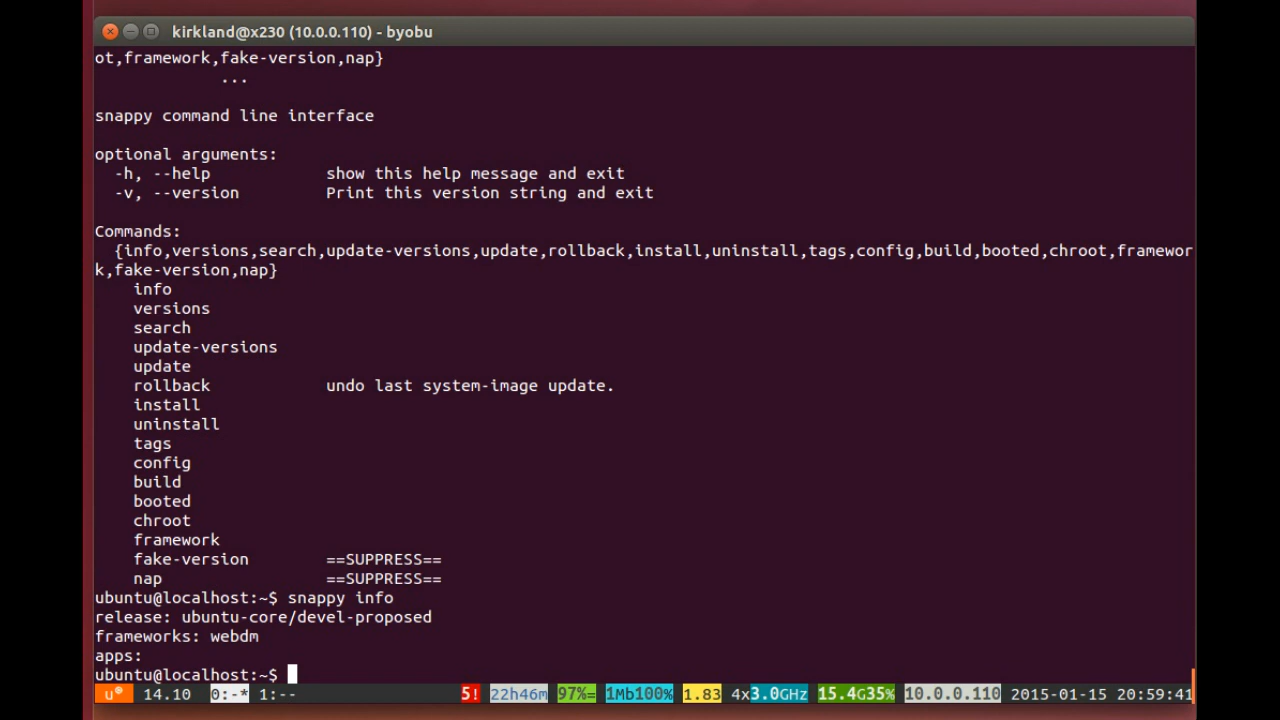 kirkland@x230 (10.0.0.110) - byobu
ot,framework,fake-version,nap}
...
snappy command line interface
optional arguments:
-h, --help show this help message and exit
-v, --version Print this version string and exit
Commands:
{info,versions,search,update-versions,update,rollback,install,uninstall,tags,config,build,booted,chroot,framewor
k,fake-version,nap}
info
versions
search
update-versions
update
rollback undo last system-image update.
install
uninstall
tags
config
build
booted
chroot
framework
fake-version ==SUPPRESS==
nap ==SUPPRESS==
ubuntu@localhost:~$ snappy info
release: ubuntu-core/devel-proposed
frameworks: webdm
apps:
ubuntu@localhost:~$
u 14.10 0:-* 1:-- 5! 22h46m 97%= 1Mb100% 1.83 4x3.0GHz 15.4G35% 10.0.0.110 2015-01-15 20:59:41